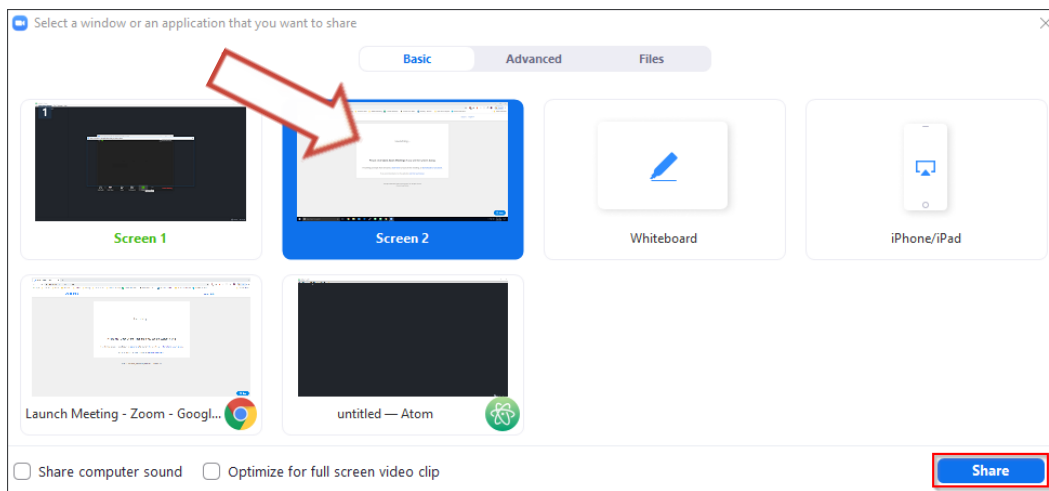 Select a window or an application that you want to share
Basic Advanced Files
1
Screen 1 Screen 2 Whiteboard iPhone/iPad
Launch Meeting - Zoom - Googl... untitled — Atom
Share computer sound Optimize for full screen video clip Share